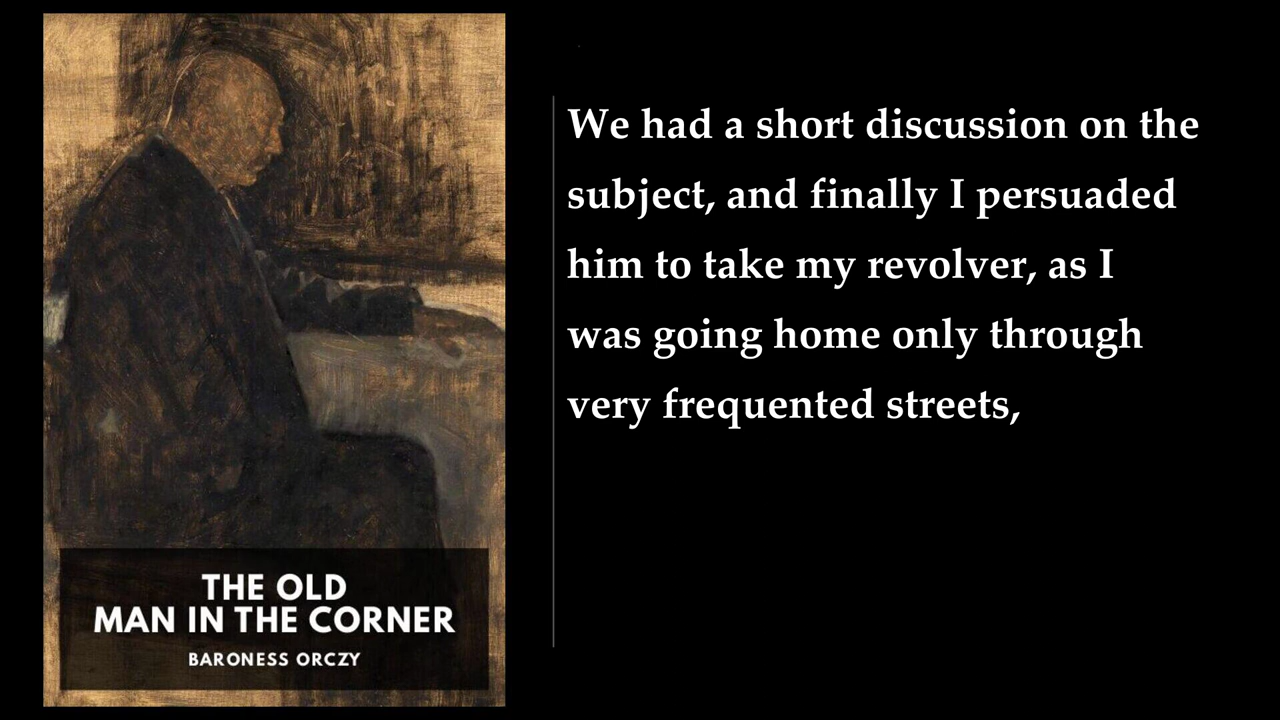 THE OLD
MAN IN THE CORNER
BARONESS ORCZY
We had a short discussion on the
subject, and finally I persuaded
him to take my revolver, as I
was going home only through
very frequented streets,